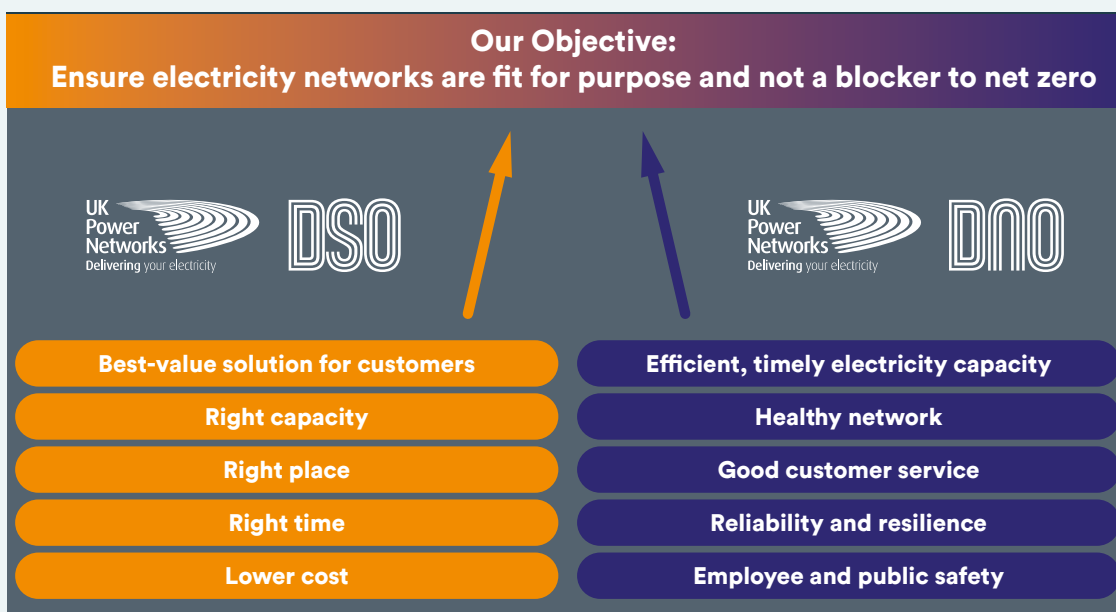 Our Objective:
Ensure electricity networks are fit for purpose and not a blocker to net zero
UK
Power
Networks
Delivering your electricity
DSO
UK
Power
Networks
Delivering your electricity
DNO
Best-value solution for customers
Right capacity
Right place
Right time
Lower cost
Efficient, timely electricity capacity
Healthy network
Good customer service
Reliability and resilience
Employee and public safety